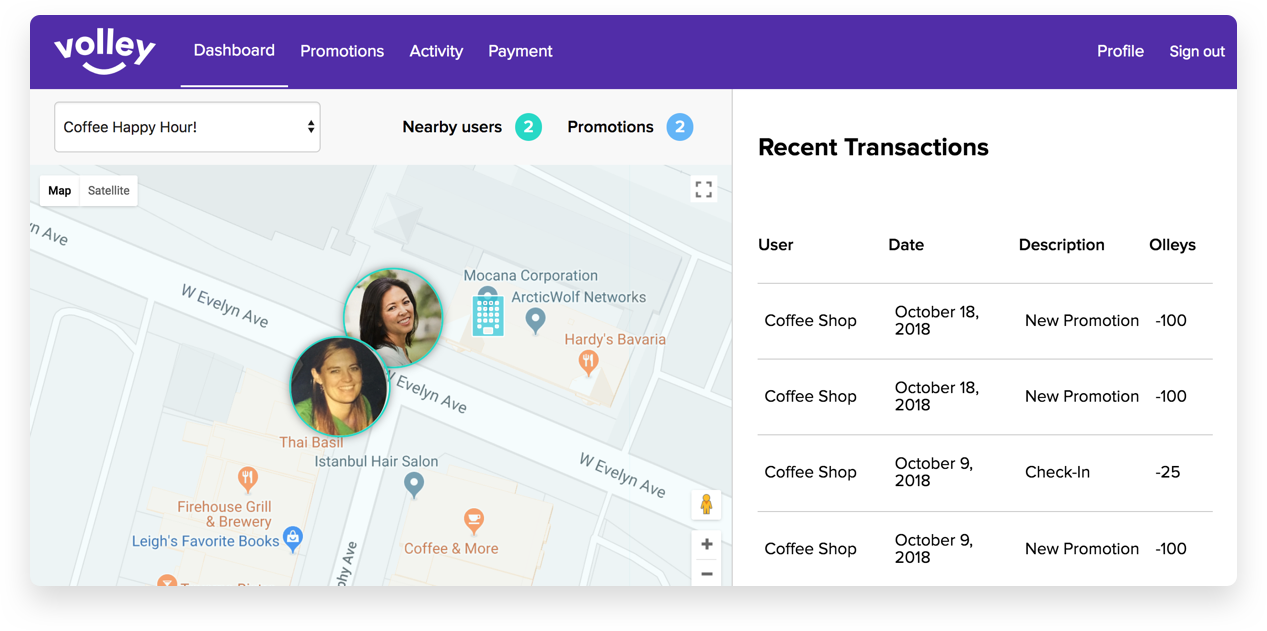 volley
Dashboard
Promotions
Activity
Payment
Profile
Sign out
Coffee Happy Hour!
Nearby users
2
Promotions
2
Map
Satellite
n Ave
W Evelyn Ave
Mocana Corporation
ArcticWolf Networks
Hardy's Bavaria
W Evelyn Ave
Thai Basil
Istanbul Hair Salon
W Evelyn Ave
Firehouse Grill
& Brewery
Leigh's Favorite Books
Coffee & More
phy Ave
Recent Transactions
User
Date
Description
Olleys
Coffee Shop
October 18,
2018
New Promotion
-100
Coffee Shop
October 18,
2018
New Promotion
-100
Coffee Shop
October 9,
2018
Check-In
-25
Coffee Shop
October 9,
2018
New Promotion
-100